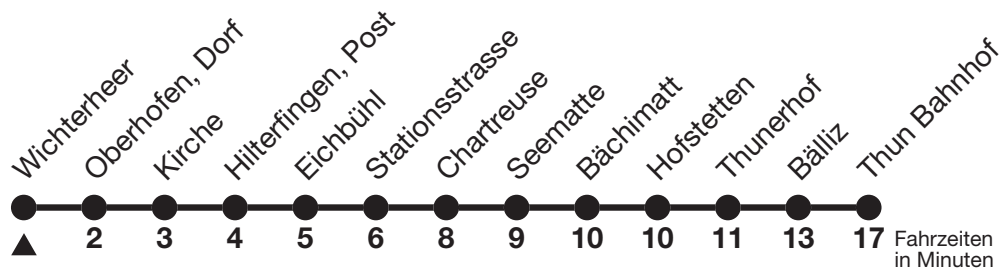 Wichterheer
Oberhofen, Dorf
Kirche
Hilterfingen, Post
Eichbühl
Stationsstrasse
Chartreuse
Seematte
Bächimatt
Hofstetten
Thunerhof
Bälliz
Thun Bahnhof
2 3 4 5 6 8 9 10 10 11 13 17 Fahrzeiten
in Minuten